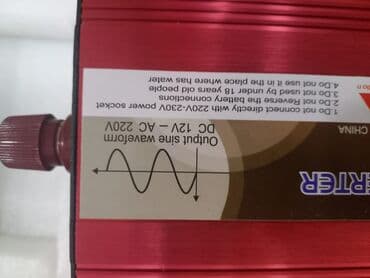 1.Do not connect directly with 220V-230V power socket
2.Do not Reverse the battery connections
3.Do not used by under 18 years old people
4.Do not use it in the place where has water
CHINA
Output sine waveform
DC 12V – AC 220V